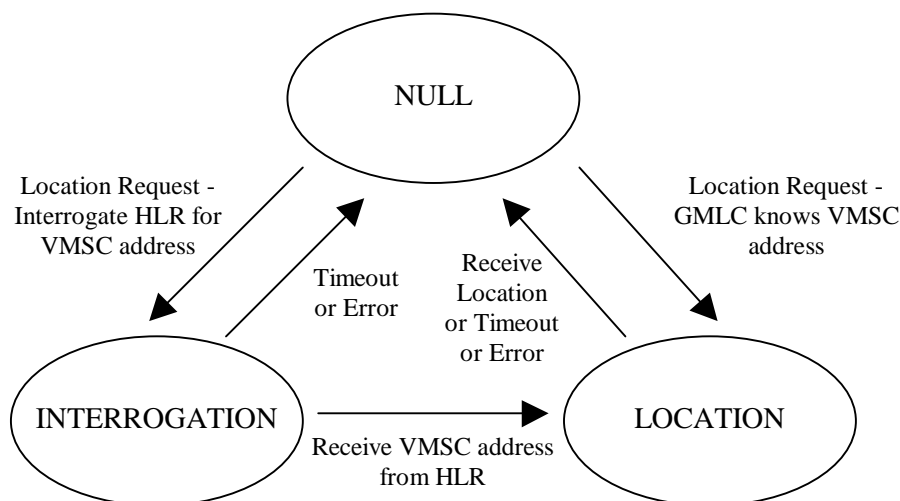 NULL
Location Request -
Interrogate HLR for
VMSC address
Location Request -
GMLC knows VMSC
address
Timeout
or Error
Receive
Location
or Timeout
or Error
INTERROGATION
LOCATION
Receive VMSC address
from HLR